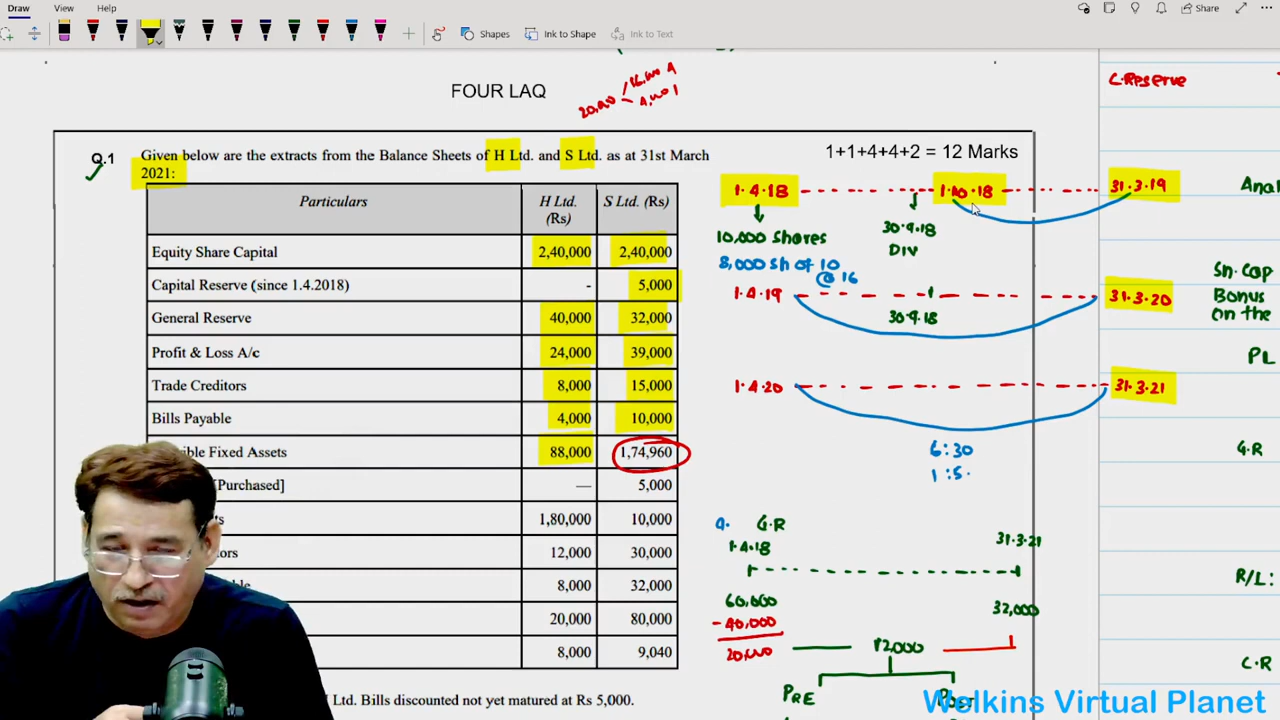 Draw Insert View Help
Share
Shapes Ink to Shape Ink to Text
FOUR LAQ
C.Reserve
Q.1 Given below are the extracts from the Balance Sheets of H Ltd. and S Ltd. as at 31st March
2021:
1+1+4+4+2 = 12 Marks
Particulars H Ltd. (Rs) S Ltd. (Rs)
Equity Share Capital 2,40,000 2,40,000
Capital Reserve (since 1.4.2018) - 5,000
General Reserve 40,000 32,000
Profit & Loss A/c 24,000 39,000
Trade Creditors 8,000 15,000
Bills Payable 4,000 10,000
Fixed Assets 88,000 1,74,960
[Purchased] — 5,000
1,80,000 10,000
12,000 30,000
8,000 32,000
20,000 80,000
8,000 9,040
Ltd. Bills discounted not yet matured at Rs 5,000.
1.4.18 1.10.18 31.3.19
10,000 shares 30.9.18
DIV
8,000 sh of 10
@ 16
1.4.19 31.3.20
30.9.18
1.4.20 31.3.21
6:30
1:5
4. G.R
1.4.18 31.3.21
60,000 32,000
-40,000
20,000 12000
PRE POST
Sh. Cap
Bonus
on the
PL
G.R
R/L:
C.R
Welkins Virtual Planet